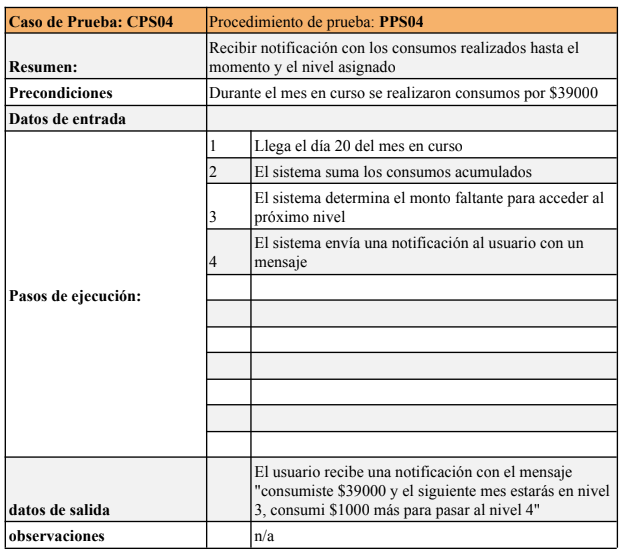 Caso de Prueba: CPS04 Procedimiento de prueba: PPS04
Recibir notificación con los consumos realizados hasta el
Resumen: momento y el nivel asignado
Precondiciones Durante el mes en curso se realizaron consumos por $39000
Datos de entrada
1 Llega el día 20 del mes en curso
2 El sistema suma los consumos acumulados
El sistema determina el monto faltante para acceder al
3 próximo nivel
El sistema envía una notificación al usuario con un
4 mensaje
Pasos de ejecución:
El usuario recibe una notificación con el mensaje
"consumiste $39000 y el siguiente mes estarás en nivel
datos de salida 3, consumi $1000 más para pasar al nivel 4"
observaciones n/a